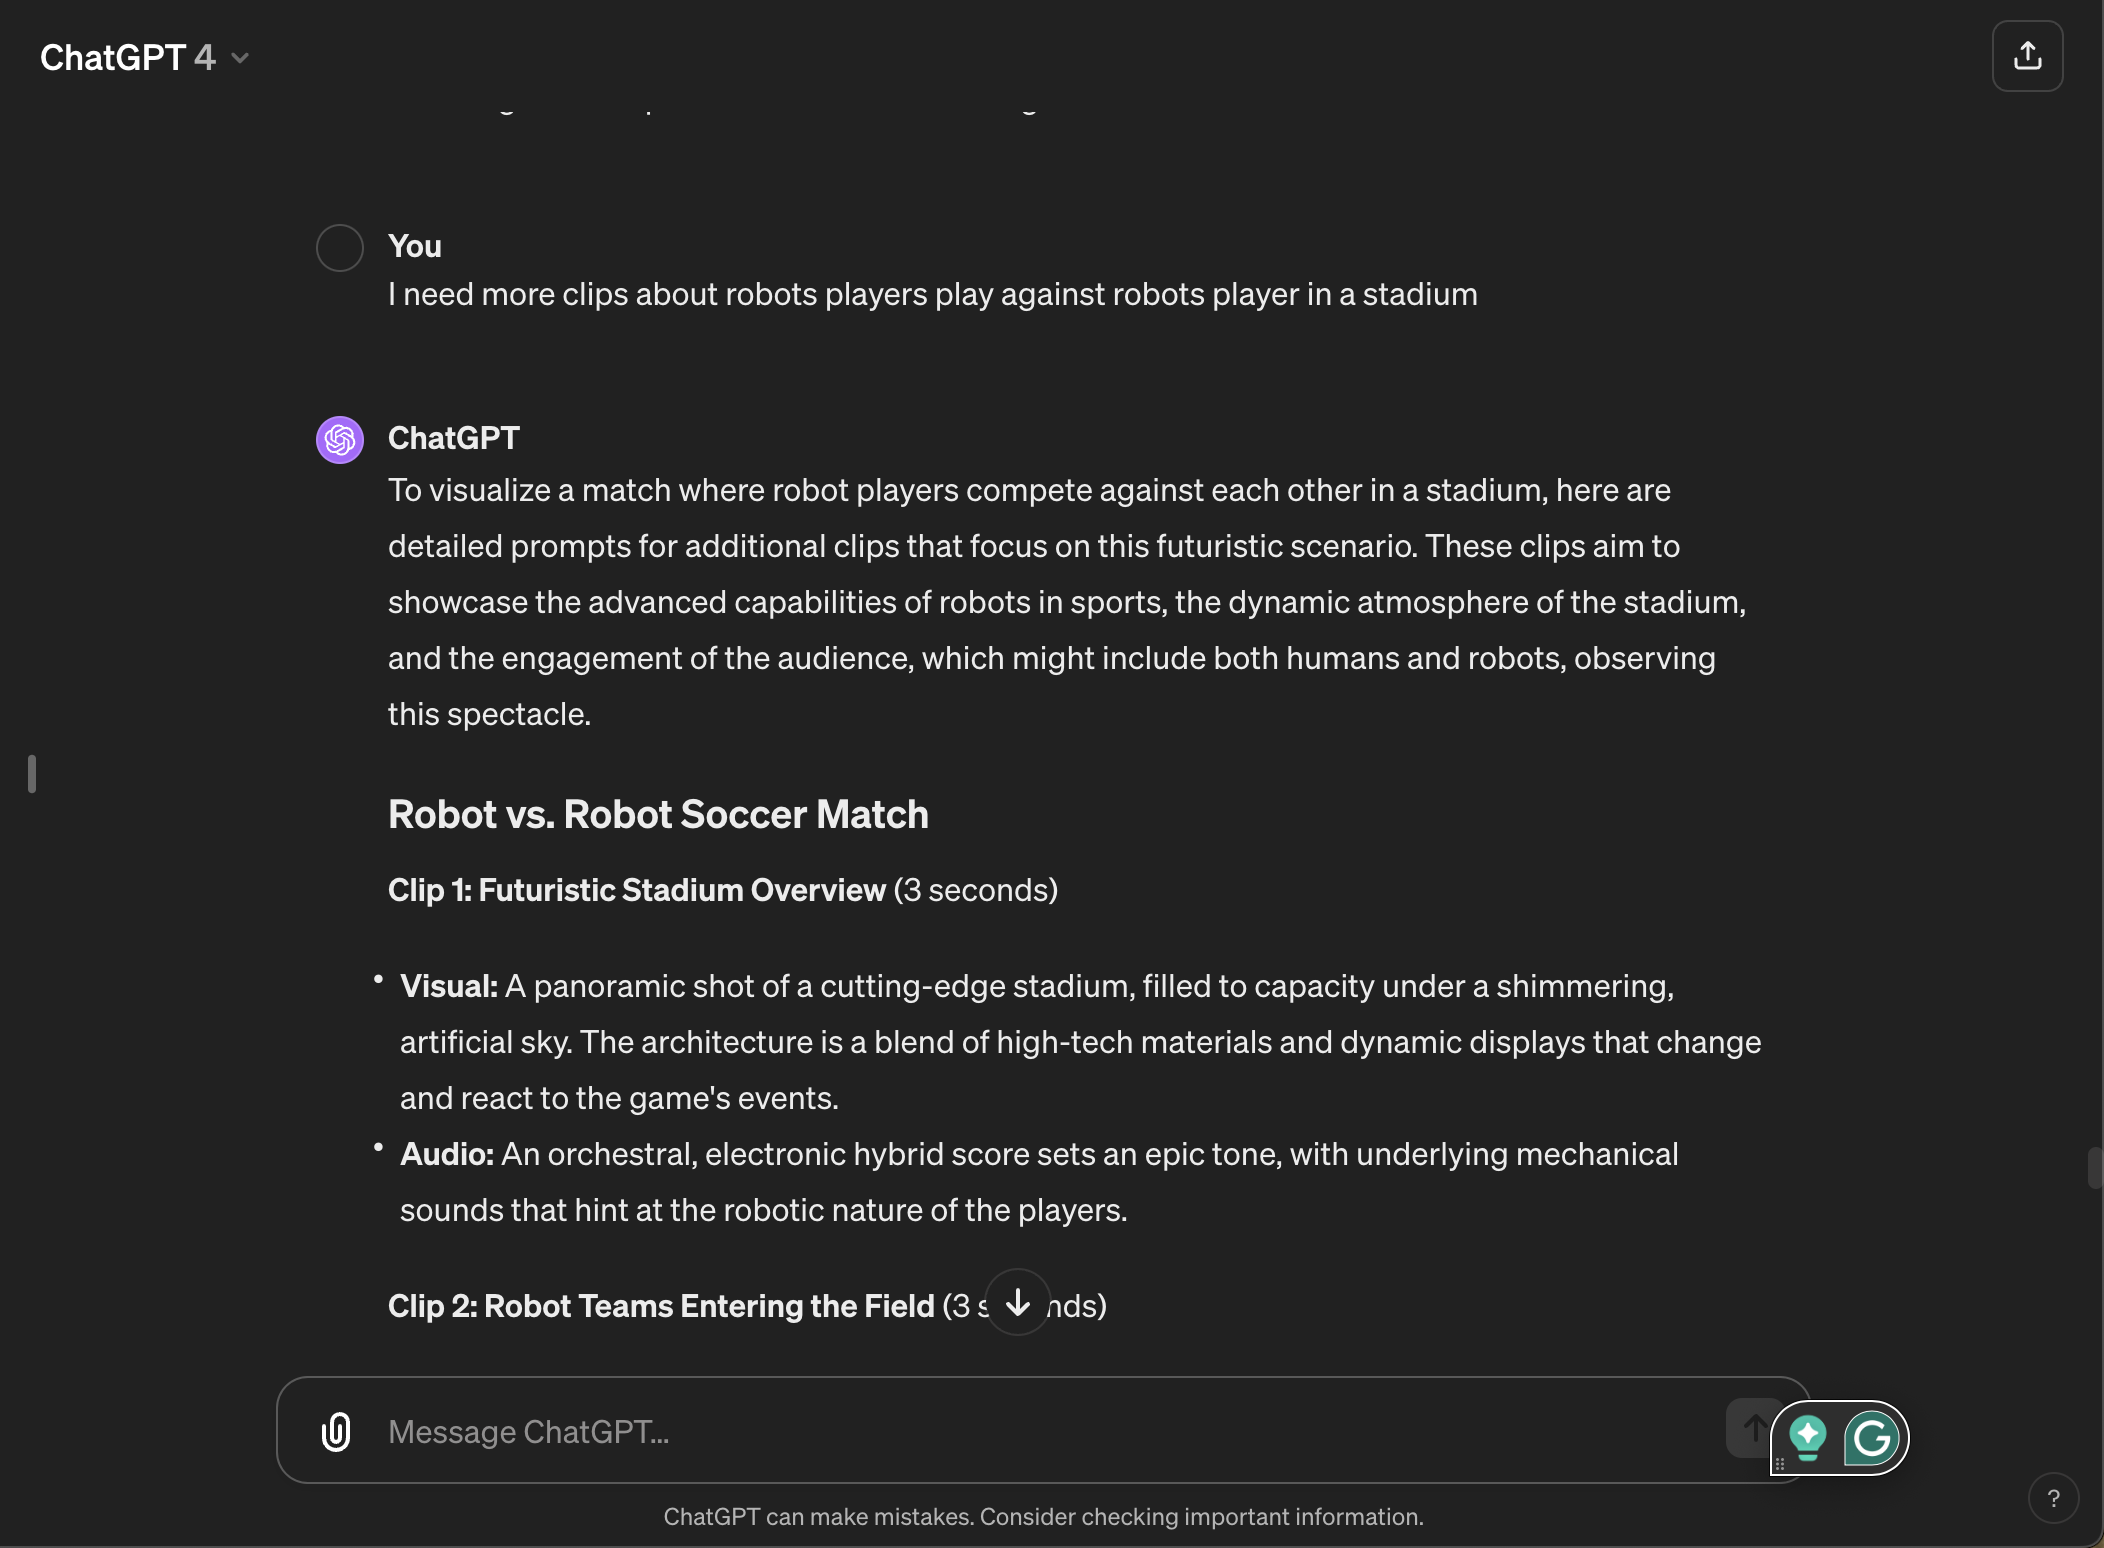 ChatGPT 4
You
I need more clips about robots players play against robots player in a stadium
ChatGPT
To visualize a match where robot players compete against each other in a stadium, here are
detailed prompts for additional clips that focus on this futuristic scenario. These clips aim to
showcase the advanced capabilities of robots in sports, the dynamic atmosphere of the stadium,
and the engagement of the audience, which might include both humans and robots, observing
this spectacle.
Robot vs. Robot Soccer Match
Clip 1: Futuristic Stadium Overview (3 seconds)
• Visual: A panoramic shot of a cutting-edge stadium, filled to capacity under a shimmering,
artificial sky. The architecture is a blend of high-tech materials and dynamic displays that change
and react to the game's events.
• Audio: An orchestral, electronic hybrid score sets an epic tone, with underlying mechanical
sounds that hint at the robotic nature of the players.
Clip 2: Robot Teams Entering the Field (3 s nds)
Message ChatGPT...
ChatGPT can make mistakes. Consider checking important information.
?